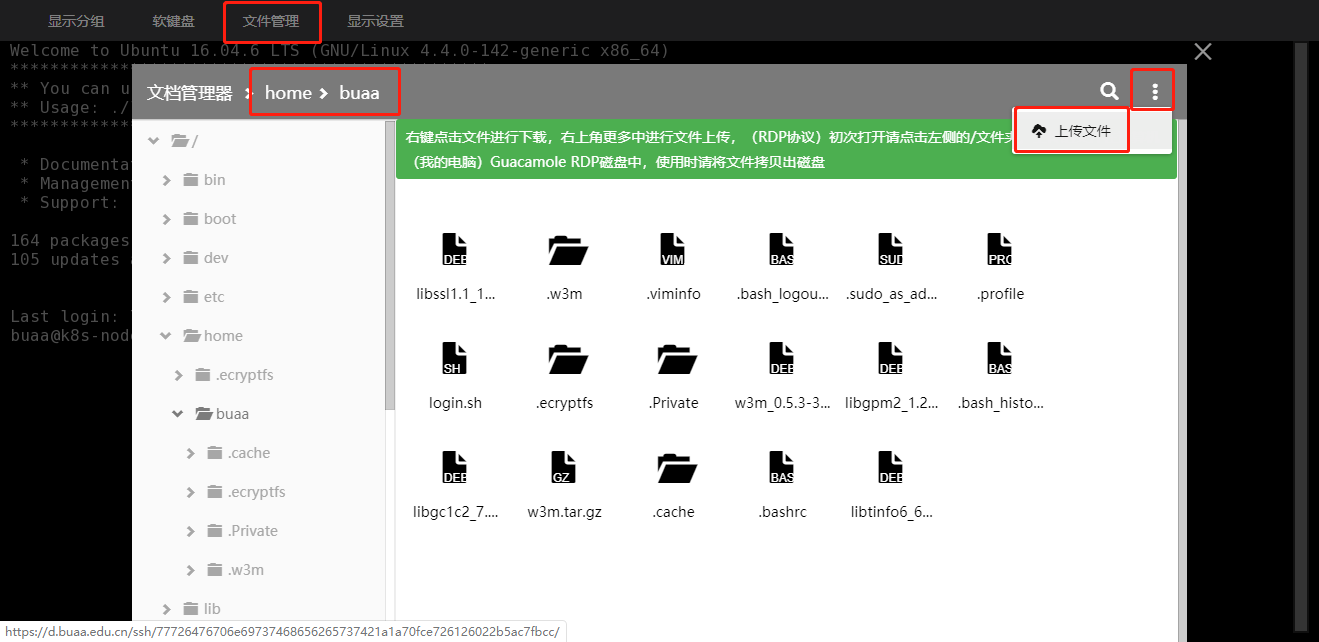 显示分组 软键盘 文件管理 显示设置
Welcome to Ubuntu 16.04.6 LTS (GNU/Linux 4.4.0-142-generic x86_64)
** You can u
** Usage: ./
* Documenta
* Management
* Support:
164 packages
105 updates
Last login:
buaa@k8s-node
文档管理器 > home > buaa
上传文件
右键点击文件进行下载，右上角更多中进行文件上传，（RDP协议）初次打开请点击左侧的/文件夹
（我的电脑）Guacamole RDP磁盘中，使用时请将文件拷贝出磁盘
/
bin
boot
dev
etc
home
.ecryptfs
buaa
.cache
.ecryptfs
.Private
.w3m
lib
DEB VIM BAS SUD PRO
libssl1.1_1... .w3m .viminfo .bash_logou... .sudo_as_ad... .profile
SH DEB DEB BAS
login.sh .ecryptfs .Private w3m_0.5.3-3... libgpm2_1.2... .bash_histo...
DEB GZ BAS DEB
libgc1c2_7.... w3m.tar.gz .cache .bashrc libtinfo6_6...
https://d.buaa.edu.cn/ssh/77726476706e69737468656265737421a1a70fce726126022b5ac7fbcc/